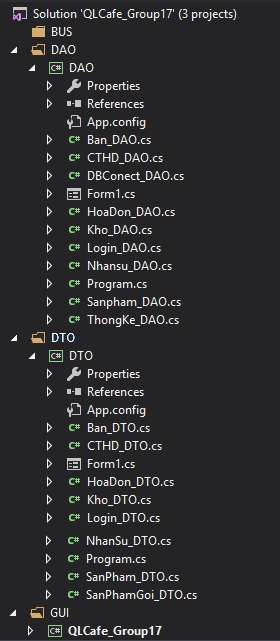 Solution 'QLCafe_Group17' (3 projects)
BUS
DAO
C# DAO
Properties
References
App.config
C# Ban_DAO.cs
C# CTHD_DAO.cs
C# DBConect_DAO.cs
Form1.cs
C# HoaDon_DAO.cs
C# Kho_DAO.cs
C# Login_DAO.cs
C# Nhansu_DAO.cs
C# Program.cs
C# Sanpham_DAO.cs
C# ThongKe_DAO.cs
DTO
C# DTO
Properties
References
App.config
C# Ban_DTO.cs
C# CTHD_DTO.cs
Form1.cs
C# HoaDon_DTO.cs
C# Kho_DTO.cs
C# Login_DTO.cs
C# NhanSu_DTO.cs
C# Program.cs
C# SanPham_DTO.cs
C# SanPhamGoi_DTO.cs
GUI
C# QLCafe_Group17